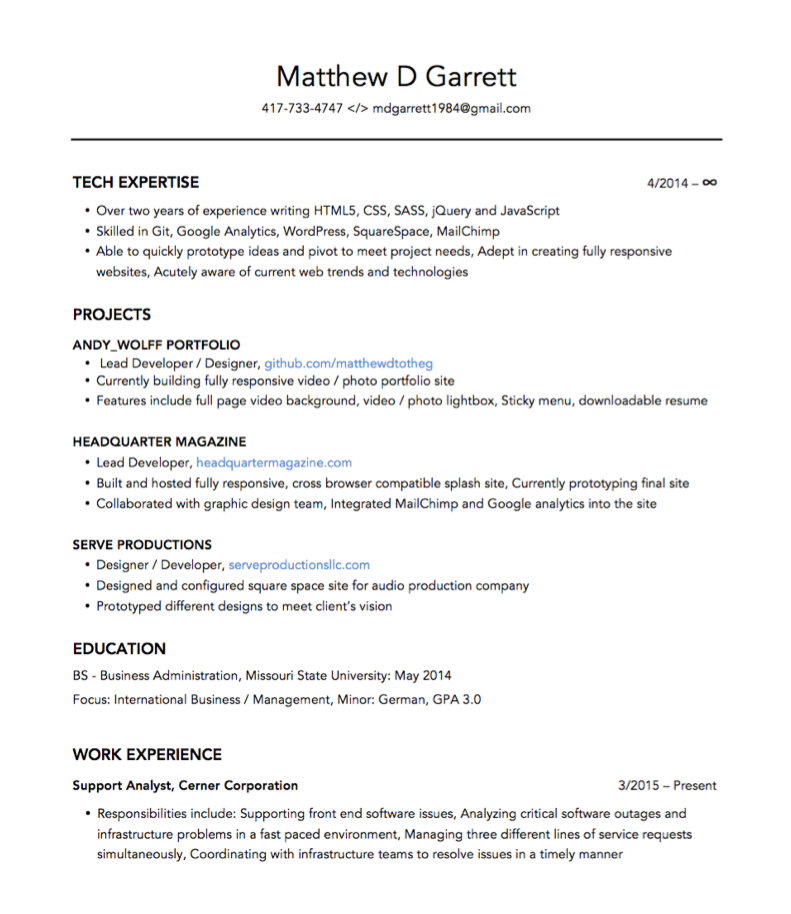 Matthew D Garrett
417-733-4747 </> mdgarrett1984@gmail.com
TECH EXPERTISE 4/2014 – ∞
• Over two years of experience writing HTML5, CSS, SASS, jQuery and JavaScript
• Skilled in Git, Google Analytics, WordPress, SquareSpace, MailChimp
• Able to quickly prototype ideas and pivot to meet project needs, Adept in creating fully responsive
websites, Acutely aware of current web trends and technologies
PROJECTS
ANDY_WOLFF PORTFOLIO
• Lead Developer / Designer, github.com/matthewdtotheg
• Currently building fully responsive video / photo portfolio site
• Features include full page video background, video / photo lightbox, Sticky menu, downloadable resume
HEADQUARTER MAGAZINE
• Lead Developer, headquartermagazine.com
• Built and hosted fully responsive, cross browser compatible splash site, Currently prototyping final site
• Collaborated with graphic design team, Integrated MailChimp and Google analytics into the site
SERVE PRODUCTIONS
• Designer / Developer, serveproductionsllc.com
• Designed and configured square space site for audio production company
• Prototyped different designs to meet client's vision
EDUCATION
BS - Business Administration, Missouri State University: May 2014
Focus: International Business / Management, Minor: German, GPA 3.0
WORK EXPERIENCE
Support Analyst, Cerner Corporation 3/2015 – Present
• Responsibilities include: Supporting front end software issues, Analyzing critical software outages and
infrastructure problems in a fast paced environment, Managing three different lines of service requests
simultaneously, Coordinating with infrastructure teams to resolve issues in a timely manner